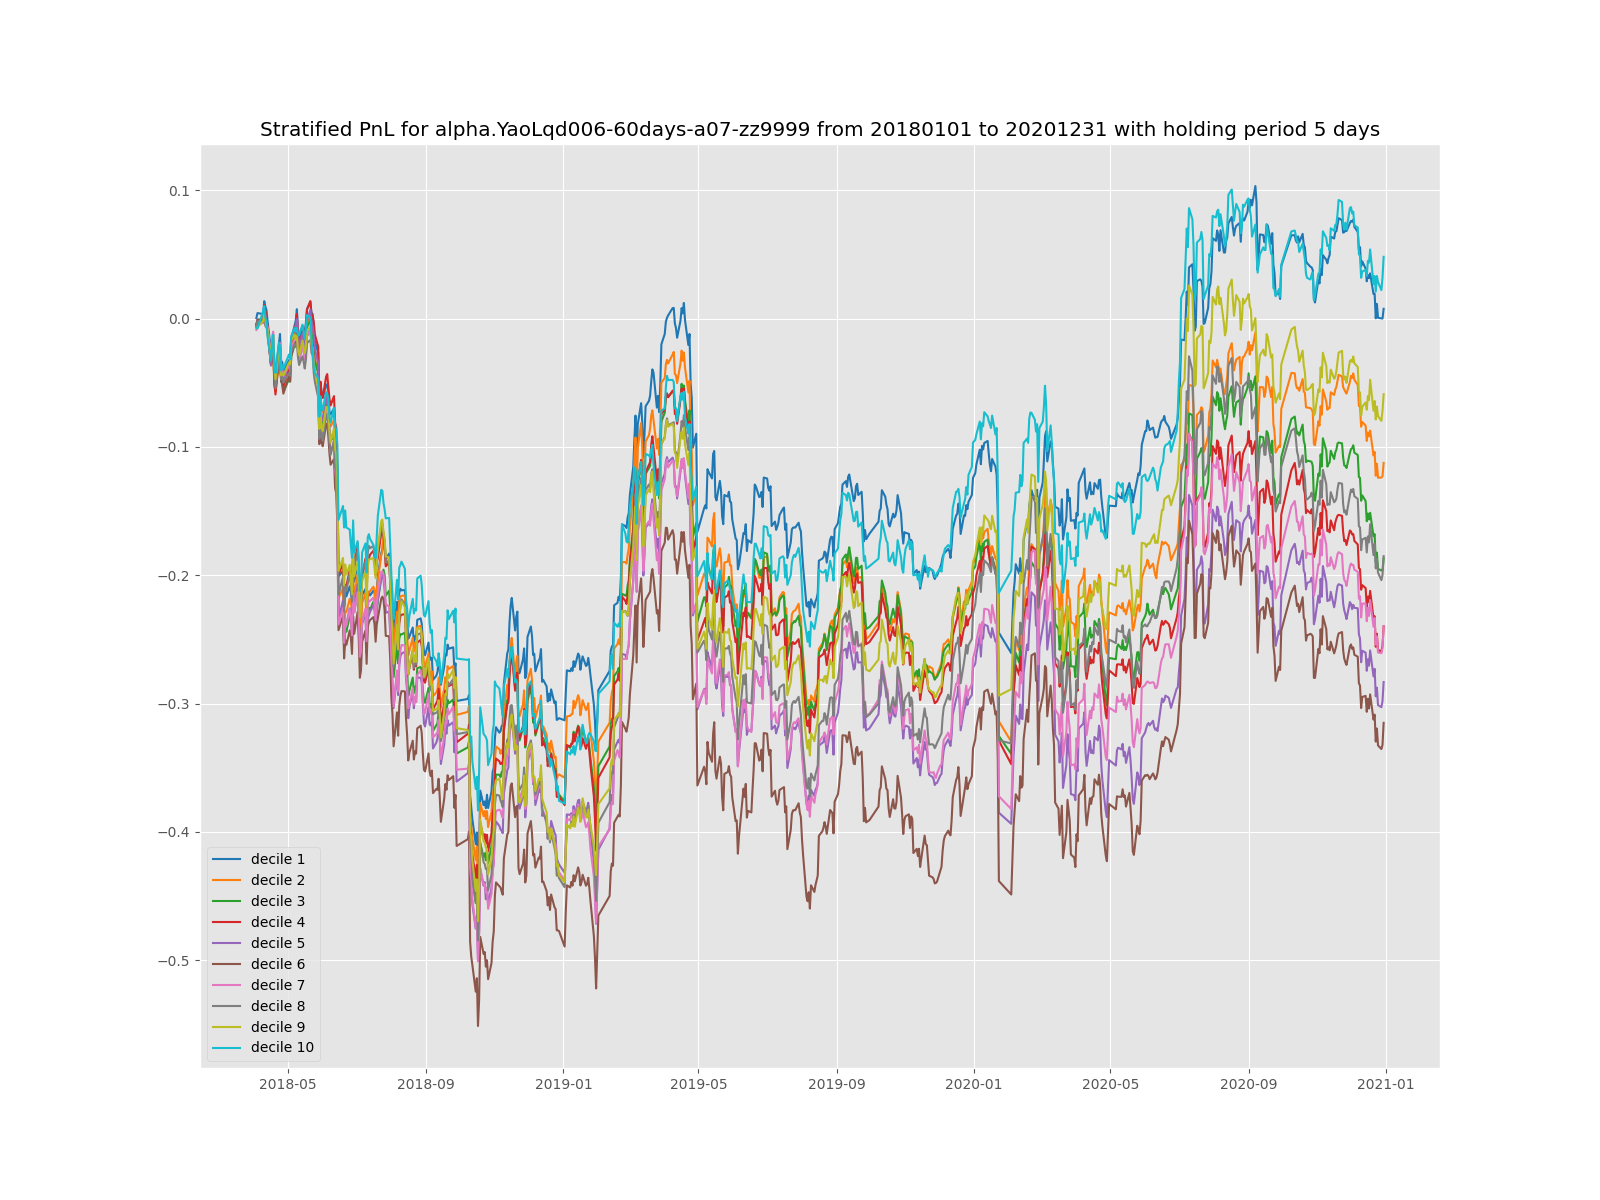 Stratified PnL for alpha.YaoLqd006-60days-a07-zz9999 from 20180101 to 20201231 with holding period 5 days
0.1
0.0
−0.1
−0.2
−0.3
−0.4
−0.5
decile 1
decile 2
decile 3
decile 4
decile 5
decile 6
decile 7
decile 8
decile 9
decile 10
2018-05 2018-09 2019-01 2019-05 2019-09 2020-01 2020-05 2020-09 2021-01